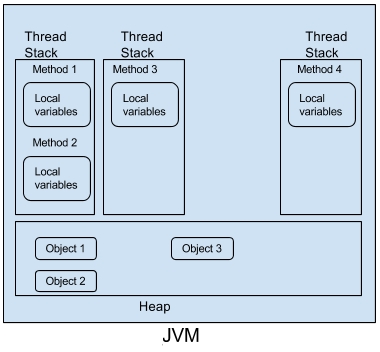 Thread
Stack
Thread
Stack
Thread
Stack
Method 1
Local
variables
Method 2
Local
variables
Method 3
Local
variables
Method 4
Local
variables
Object 1
Object 3
Object 2
Heap
JVM